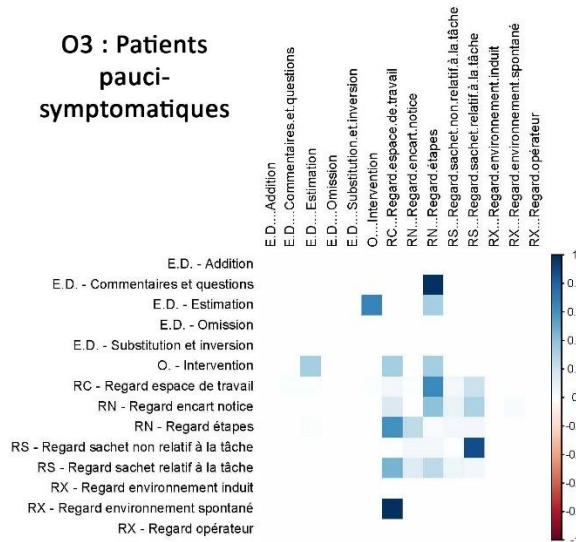 O3 : Patients
pauci-
symptomatiques
E.D....Addition
E.D....Commentaires.et.questions
E.D....Estimation
E.D....Omission
E.D....Substitution.et.inversion
O....Intervention
RC...Regard.espace.de.travail
RN...Regard.encart.notice
RN...Regard.étapes
RS...Regard.sachet.non.relatif.à.la.tâche
RS...Regard.sachet.relatif.à.la.tâche
RX...Regard.environnement.induit
RX...Regard.environnement.spontané
RX...Regard.opérateur
E.D. - Addition
E.D. - Commentaires et questions
E.D. - Estimation
E.D. - Omission
E.D. - Substitution et inversion
O. - Intervention
RC - Regard espace de travail
RN - Regard encart notice
RN - Regard étapes
RS - Regard sachet non relatif à la tâche
RS - Regard sachet relatif à la tâche
RX - Regard environnement induit
RX - Regard environnement spontané
RX - Regard opérateur
1